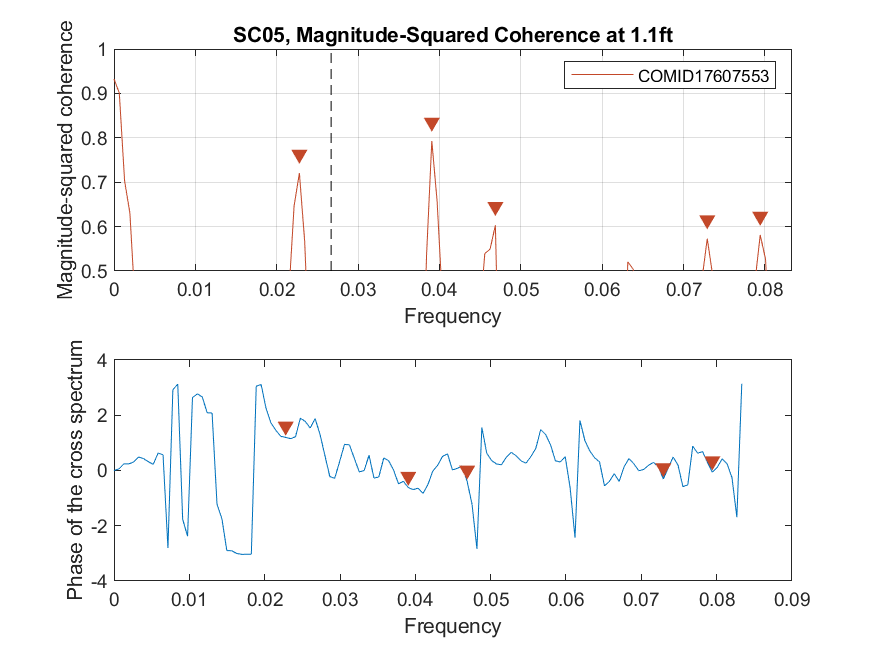 SC05, Magnitude-Squared Coherence at 1.1ft
Magnitude-squared coherence
1
0.9
0.8
0.7
0.6
0.5
COMID17607553
0 0.01 0.02 0.03 0.04 0.05 0.06 0.07 0.08
Frequency
Phase of the cross spectrum
4
2
0
-2
-4
0 0.01 0.02 0.03 0.04 0.05 0.06 0.07 0.08 0.09
Frequency